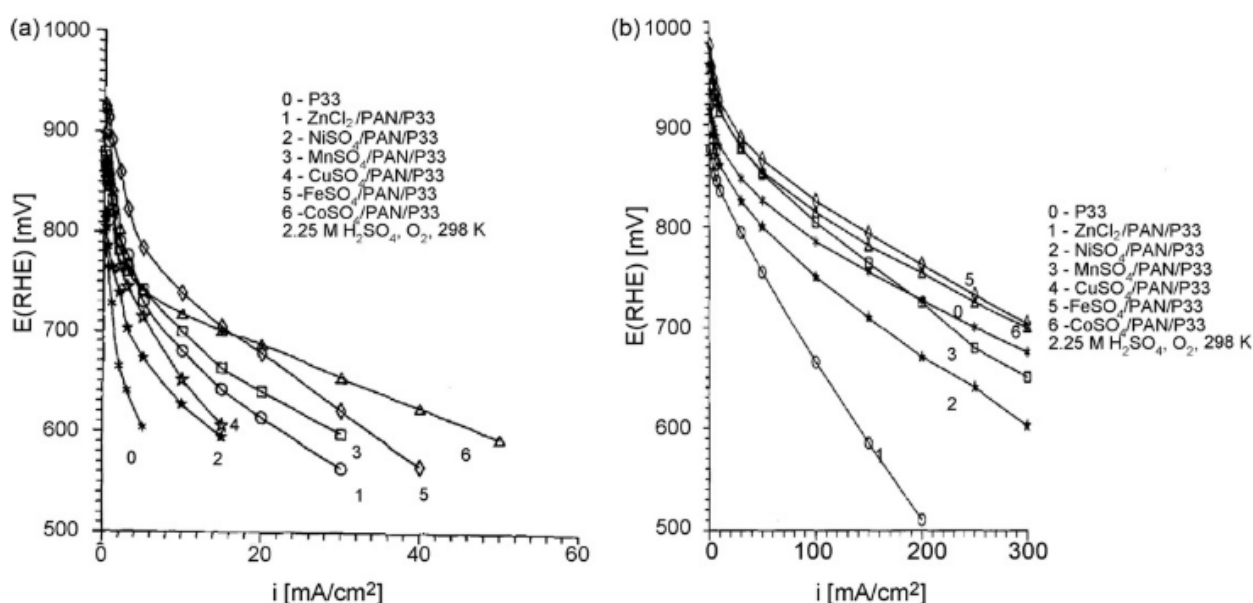 (a)
1000
900
800
700
600
500
E(RHE) [mV]
0 - P33
1 - ZnCl2/PAN/P33
2 - NiSO4/PAN/P33
3 - MnSO4/PAN/P33
4 - CuSO4/PAN/P33
5 -FeSO4/PAN/P33
6 -CoSO4/PAN/P33
2.25 M H2SO4, O2, 298 K
0
2
4
3
1
5
6
0
20
40
60
i [mA/cm2]
(b)
1000
900
800
700
600
500
E(RHE) [mV]
0 - P33
1 - ZnCl2/PAN/P33
2 - NiSO4/PAN/P33
3 - MnSO4/PAN/P33
4 - CuSO4/PAN/P33
5 -FeSO4/PAN/P33
6 - CoSO4/PAN/P33
2.25 M H2SO4, O2, 298 K
5
0
6
3
2
1
0
100
200
300
i [mA/cm2]